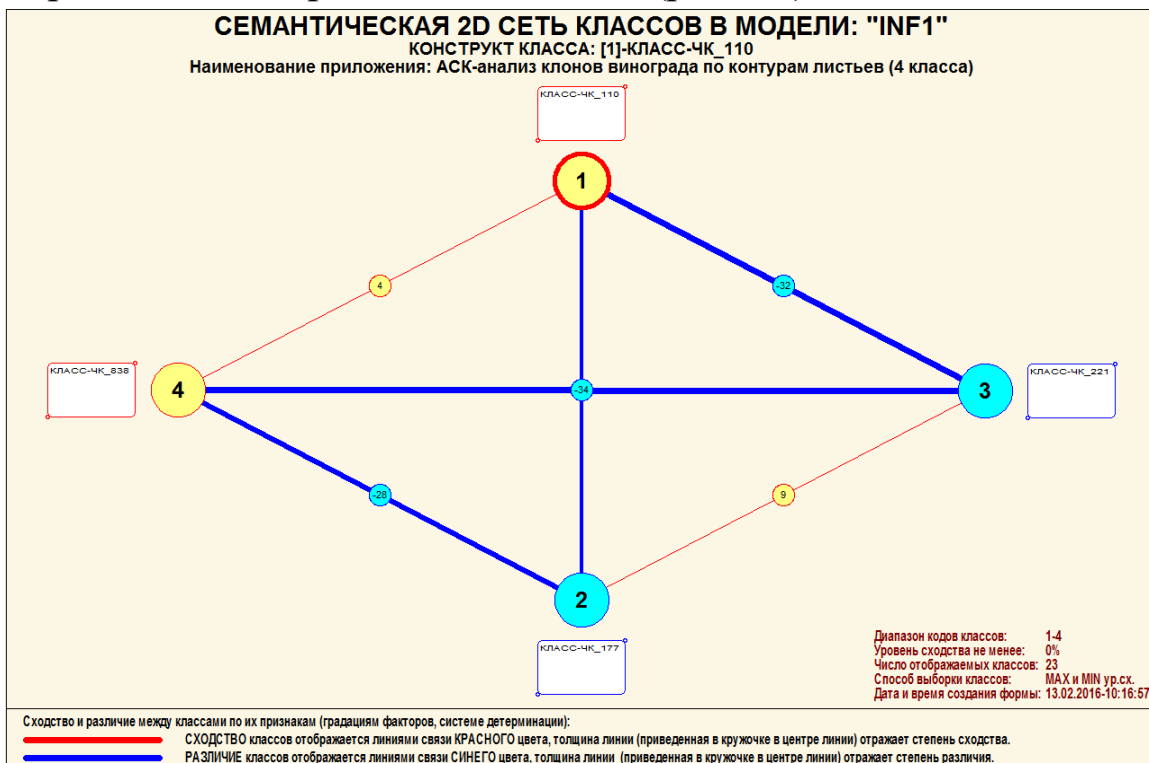 СЕМАНТИЧЕСКАЯ 2D СЕТЬ КЛАССОВ В МОДЕЛИ: "INF1"
КОНСТРУКТ КЛАССА: [1]-КЛАСС-ЧК_110
Наименование приложения: АСК-анализ клонов винограда по контурам листьев (4 класса)
КЛАСС-ЧК_110
1
4
-32
КЛАСС-ЧК_838
4
-34
3
КЛАСС-ЧК_221
-28
9
2
КЛАСС-ЧК_177
Диапазон кодов классов: 1-4
Уровень сходства не менее: 0%
Число отображаемых классов: 23
Способ выборки классов: MAX и MIN ур.сх.
Дата и время создания формы: 13.02.2016-10:16:57
Сходство и различие между классами по их признакам (градациям факторов, системе детерминации):
СХОДСТВО классов отображается линиями связи КРАСНОГО цвета, толщина линии (приведенная в кружочке в центре линии) отражает степень сходства.
РАЗЛИЧИЕ классов отображается линиями связи СИНЕГО цвета, толщина линии (приведенная в кружочке в центре линии) отражает степень различия.